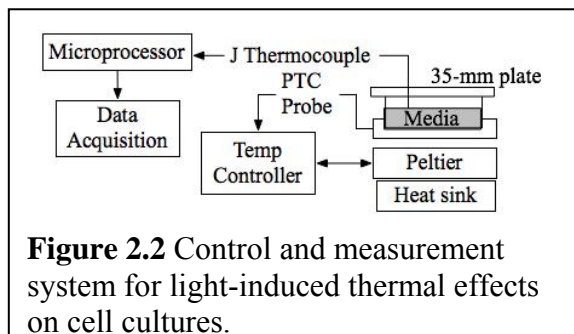 Microprocessor
J Thermocouple
35-mm plate
PTC
Probe
Media
Data
Acquisition
Temp
Controller
Peltier
Heat sink
Figure 2.2 Control and measurement
system for light-induced thermal effects
on cell cultures.